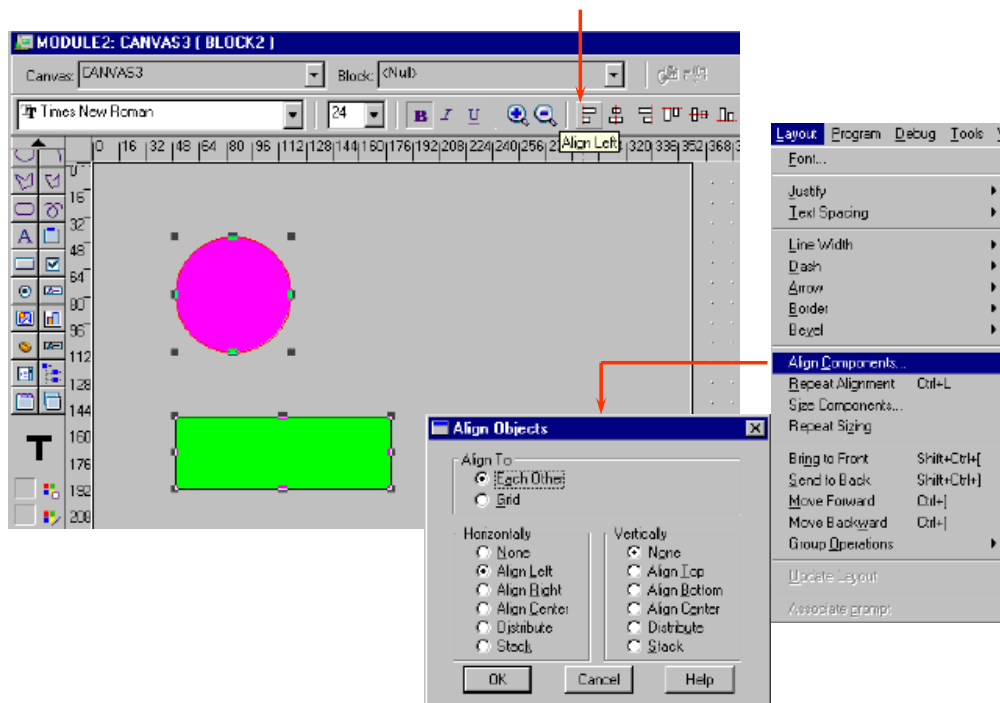 MODULE2: CANVAS3 ( BLOCK2 )
Canvas: CANVAS3 Block: <Null>
Times New Roman 24 B I U
Align Left
0 16 32 48 64 80 96 112 128 144 160 176 192 208 224 240 256 320 336 352 368
0
16
32
48
64
80
96
112
128
144
160
176
192
208
A
T
Layout Program Debug Tools
Font...
Justify
Text Spacing
Line Width
Dash
Arrow
Border
Bevel
Align Components...
Repeat Alignment Ctrl+L
Size Components...
Repeat Sizing
Bring to Front Shift+Ctrl+[
Send to Back Shift+Ctrl+]
Move Forward Ctrl+[
Move Backward Ctrl+]
Group Operations
Update Layout
Associate prompt
Align Objects
Align To
Each Other
Grid
Horizontally
None
Align Left
Align Right
Align Center
Distribute
Stack
Vertically
None
Align Top
Align Bottom
Align Center
Distribute
Stack
OK Cancel Help